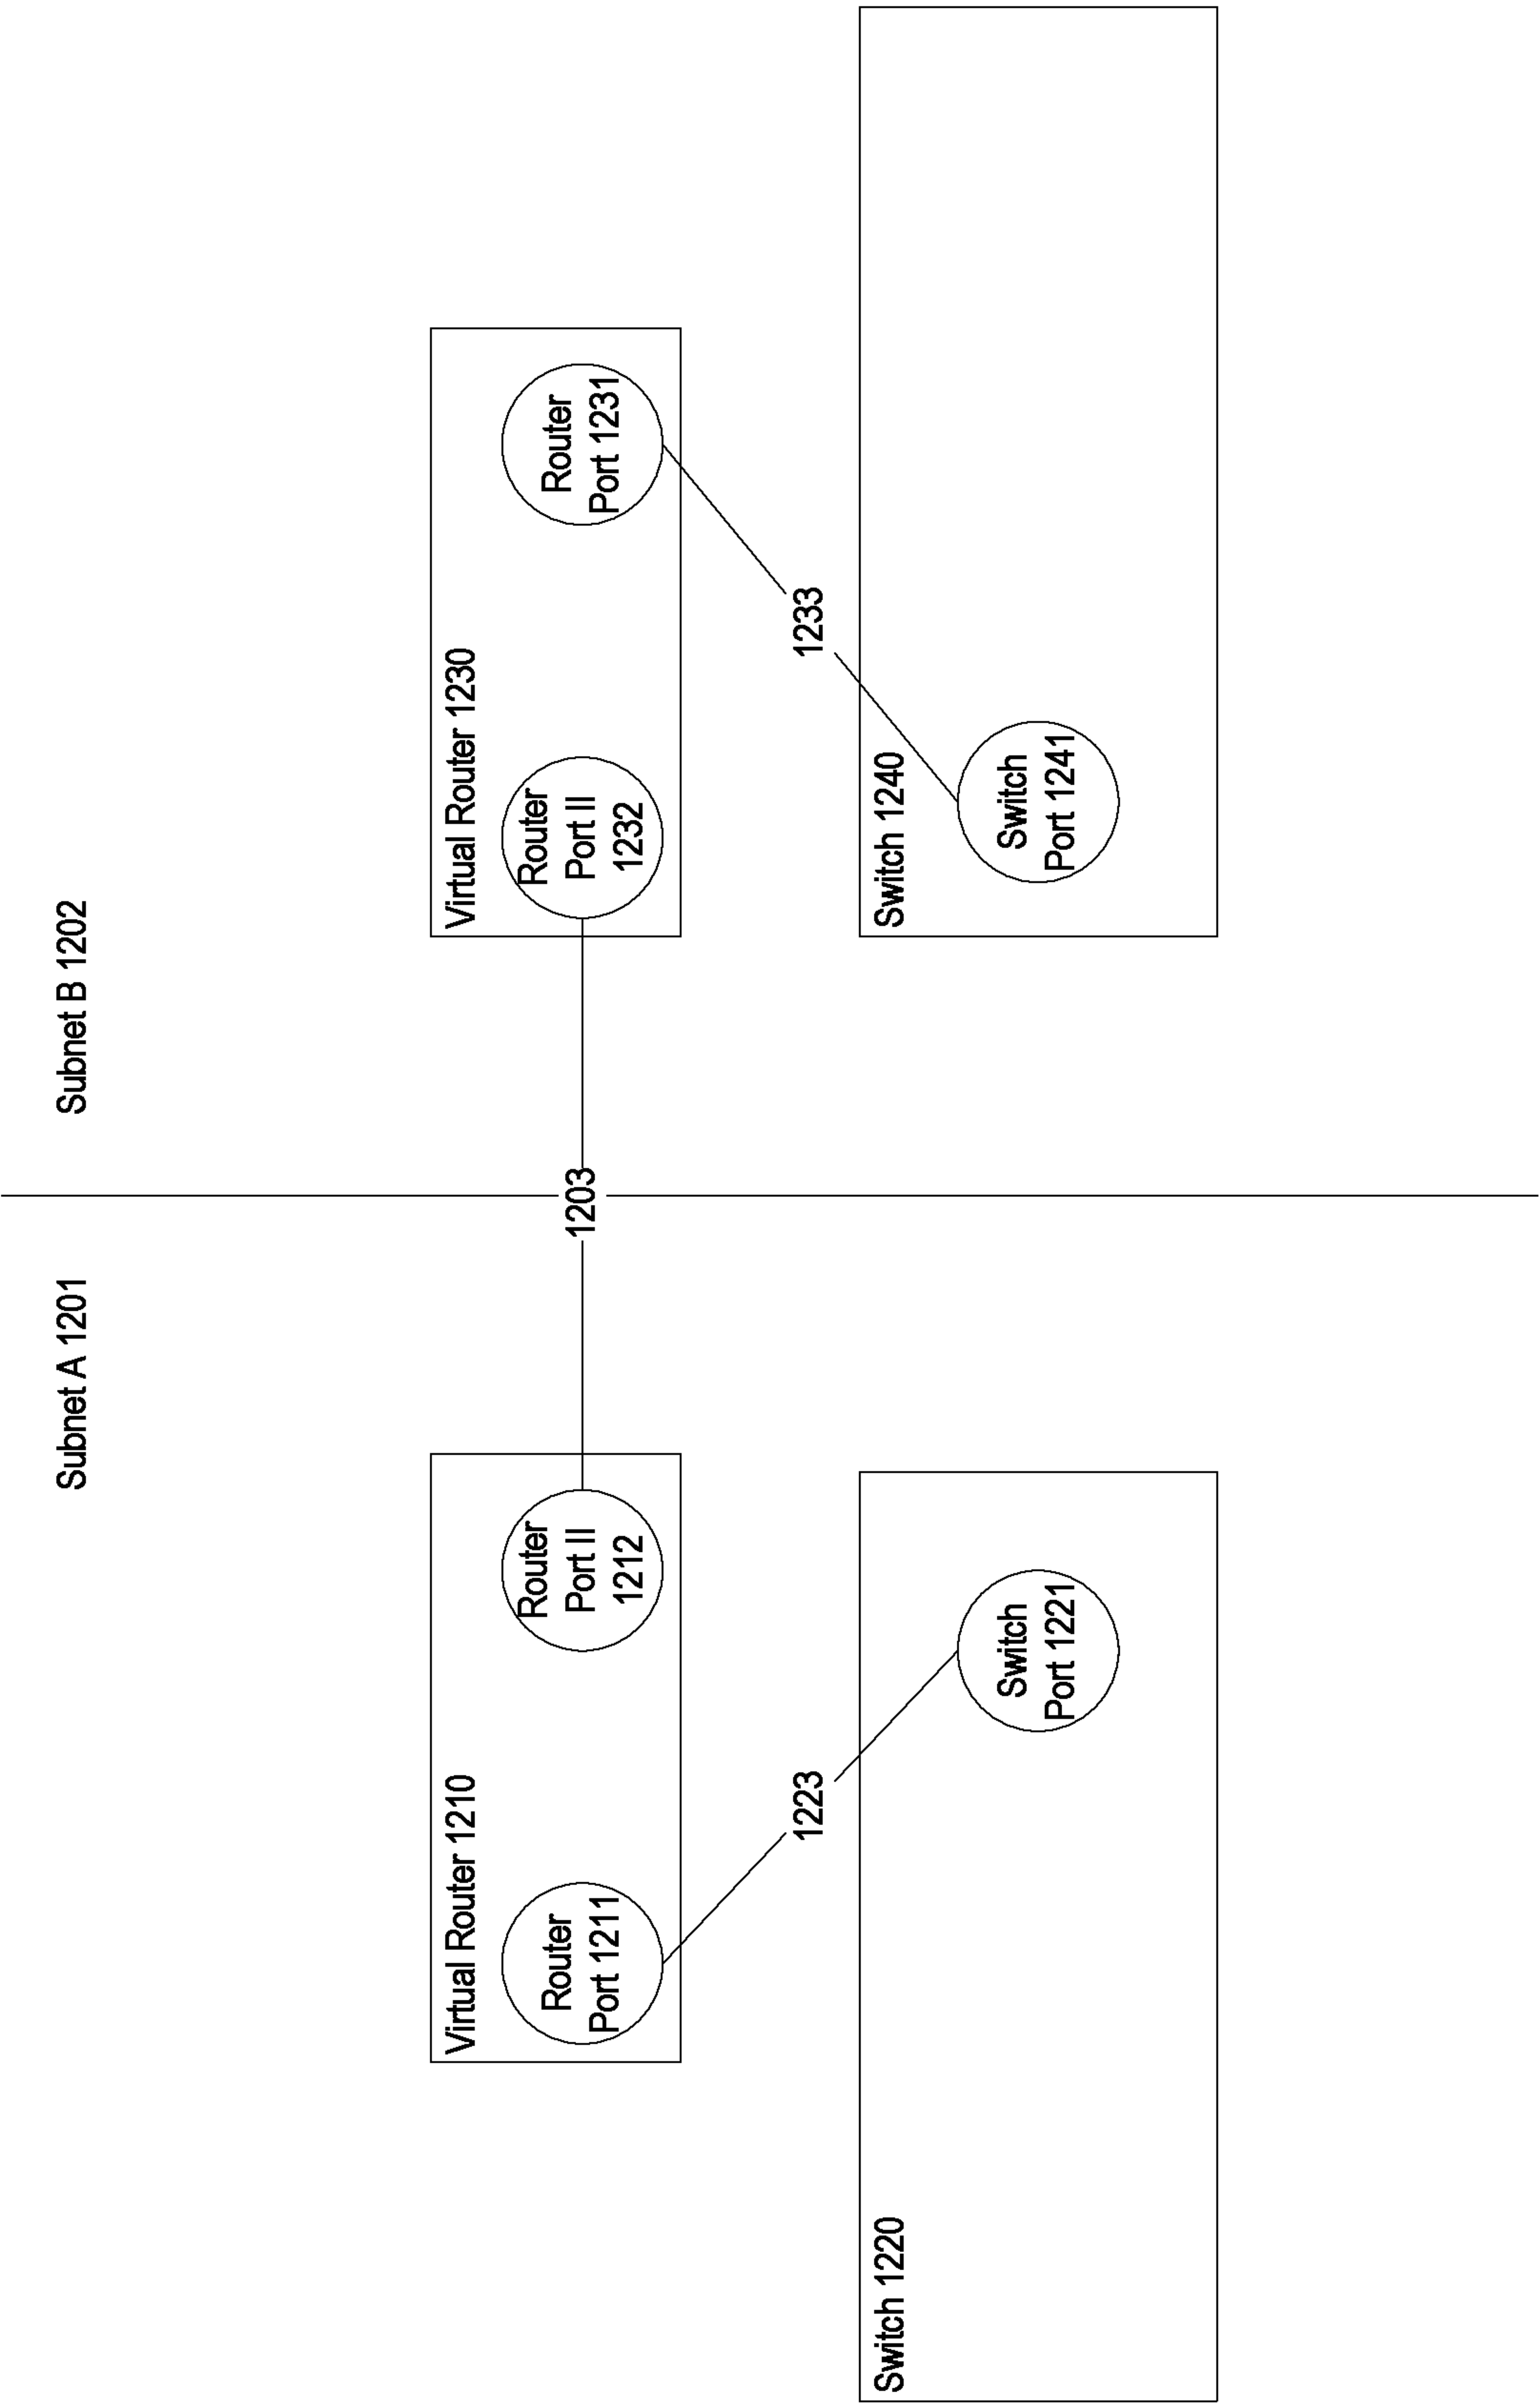 Subnet A 1201
Subnet B 1202
Virtual Router 1210
Router
Port 1211
Router
Port II
1212
1203
Virtual Router 1230
Router
Port II
1232
Router
Port 1231
1223
1233
Switch 1220
Switch
Port 1221
Switch 1240
Switch
Port 1241